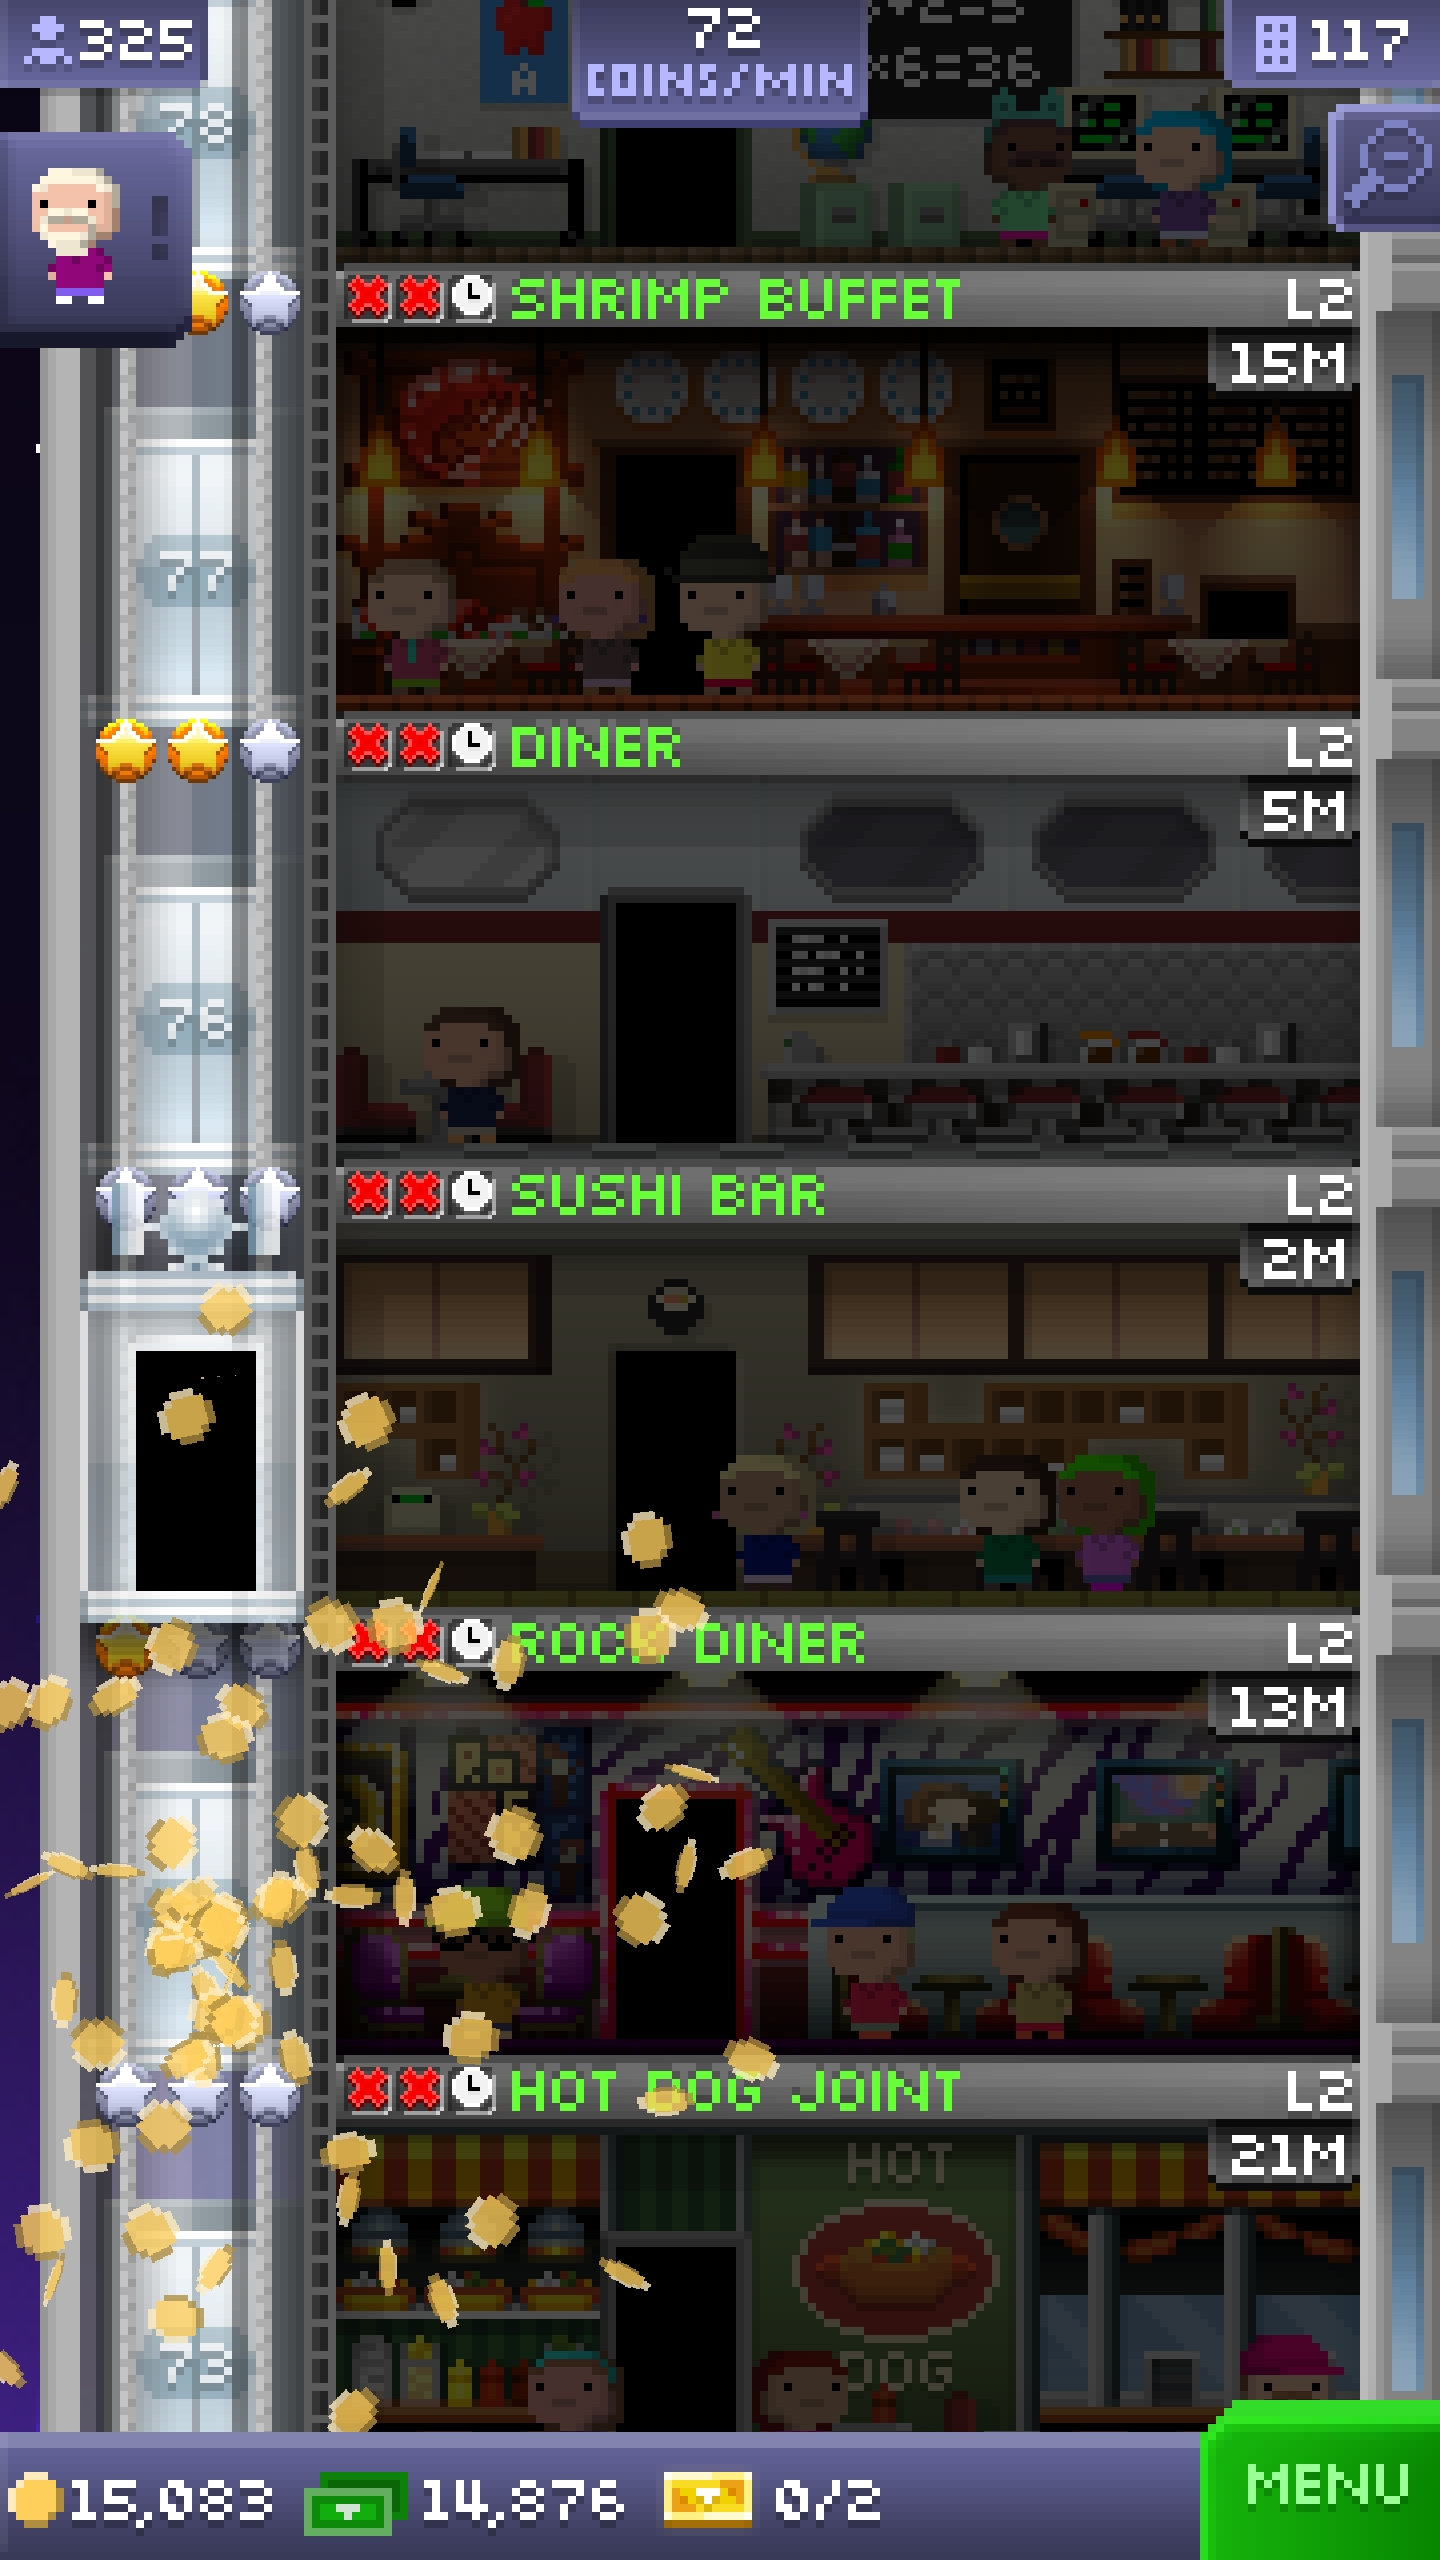 325
72
COINS/MIN
117
A
×6=36
78
SHRIMP BUFFET L2
15M
77
DINER L2
5M
76
SUSHI BAR L2
2M
ROCK DINER L2
13M
HOT DOG JOINT L2
21M
HOT
DOG
73
15,083 14,876 0/2
MENU